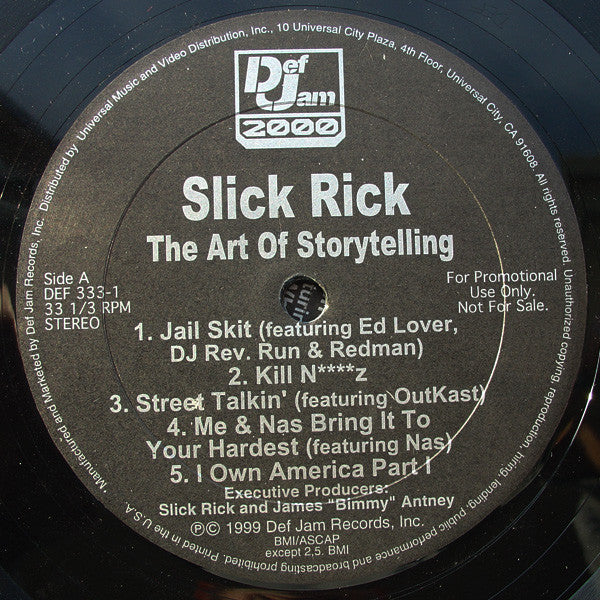 Def
Jam
2000
Slick Rick
The Art Of Storytelling
Side A
DEF 333-1
33 1/3 RPM
STEREO
For Promotional
Use Only.
Not For Sale.
1. Jail Skit (featuring Ed Lover,
DJ Rev. Run & Redman)
2. Kill N****z
3. Street Talkin' (featuring OutKast)
4. Me & Nas Bring It To
Your Hardest (featuring Nas)
5. I Own America Part I
Executive Producers:
Slick Rick and James "Bimmy" Antney
℗© 1999 Def Jam Records, Inc.
BMI/ASCAP
except 2,5. BMI
Manufactured and Marketed by Def Jam Records, Inc. Distributed by Universal Music and Video Distribution, Inc., 10 Universal City Plaza, 4th Floor, Universal City, CA 91608. All rights reserved. Unauthorized copying, reproduction, hiring, lending, public performance and broadcasting prohibited. Printed in the U.S.A.